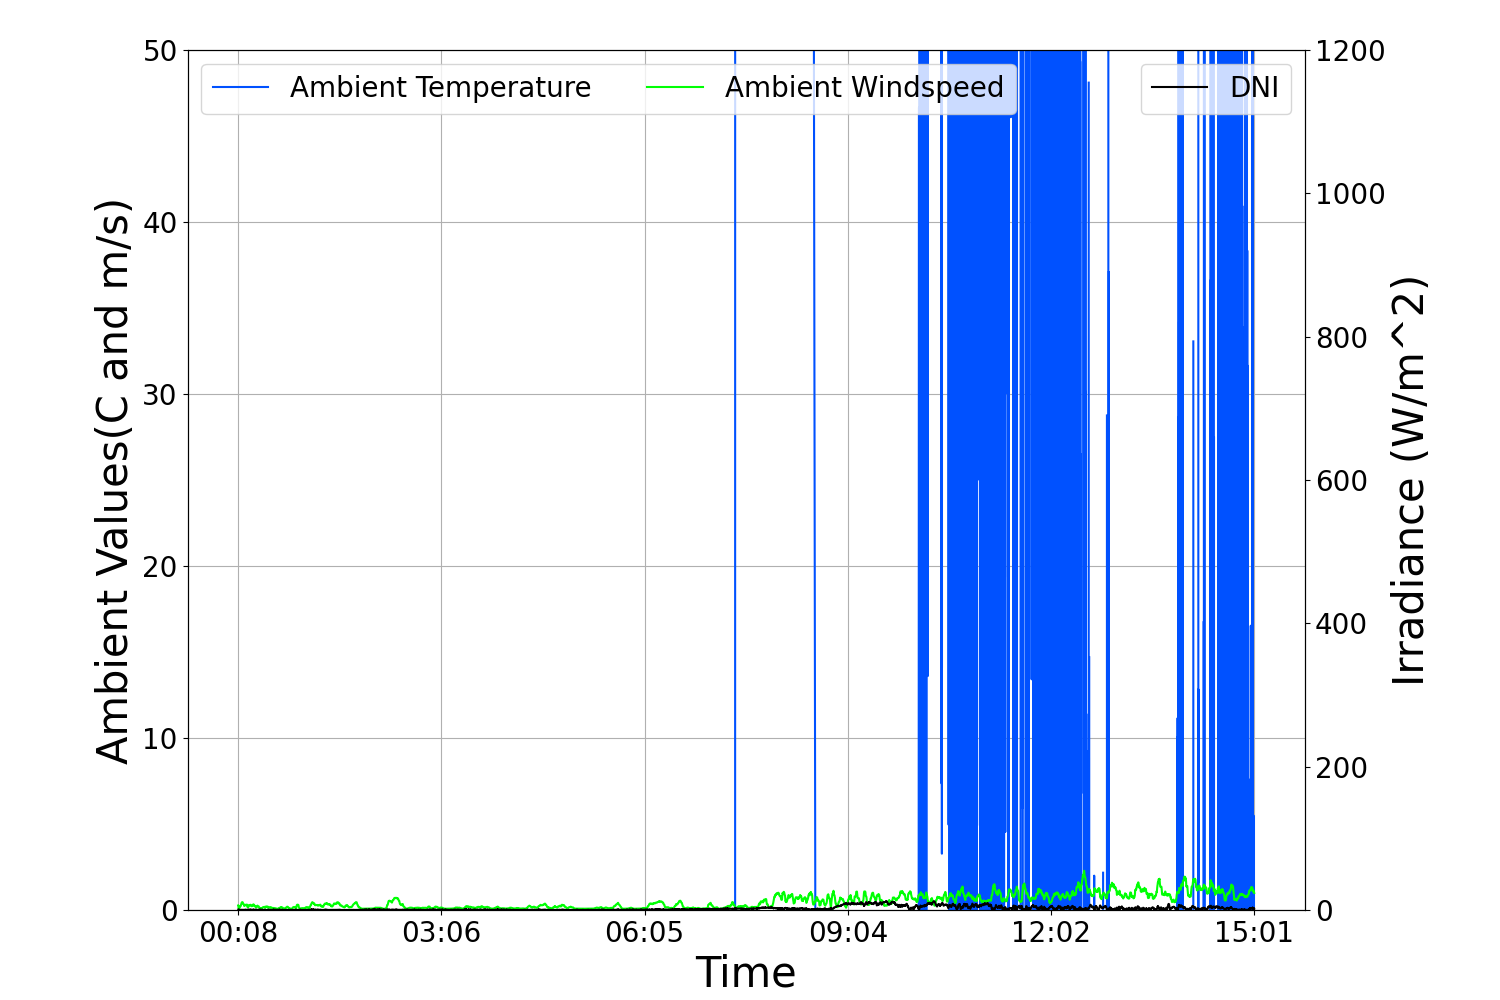 Ambient Temperature
Ambient Windspeed
DNI
Ambient Values(C and m/s)
50
40
30
20
10
0
1200
1000
800
600
400
200
0
Irradiance (W/m^2)
00:08 03:06 06:05 09:04 12:02 15:01
Time